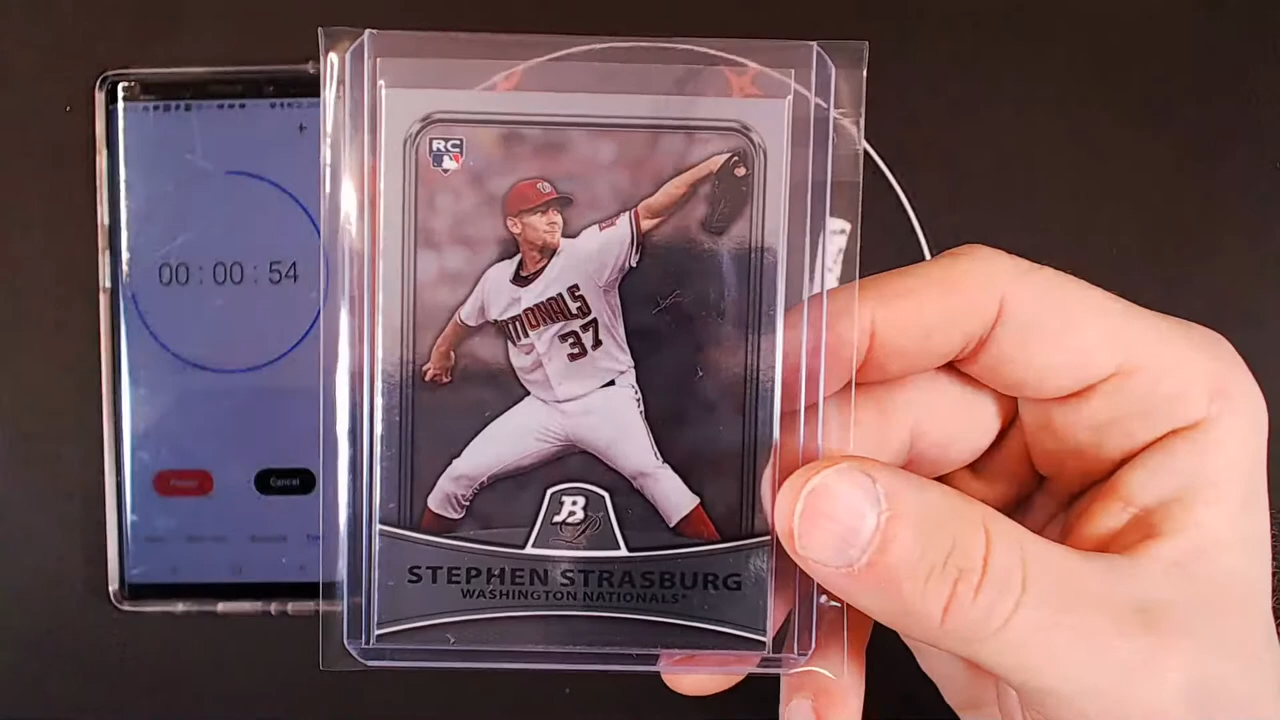 00 : 00 : 54
Cancel
RC
W
NATIONALS
37
B
P
STEPHEN STRASBURG
WASHINGTON NATIONALS®